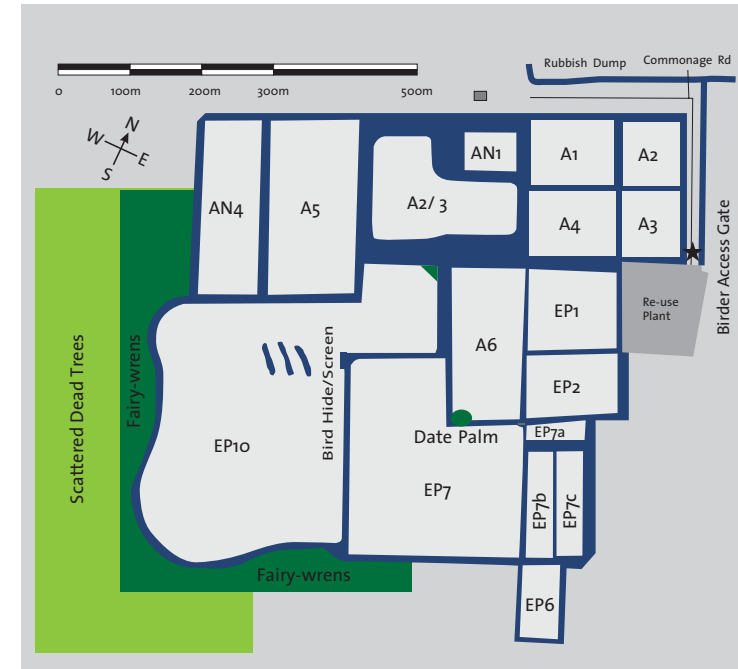 Rubbish Dump
Commonage Rd
0 100m 200m 300m 500m
N
W
E
S
AN1
A1
A2
AN4
A5
A2/ 3
A4
A3
Birder Access Gate
Re-use
Plant
EP1
A6
EP2
Scattered Dead Trees
Fairy-wrens
Bird Hide/Screen
Date Palm
EP7a
EP10
EP7
EP7b
EP7c
Fairy-wrens
EP6